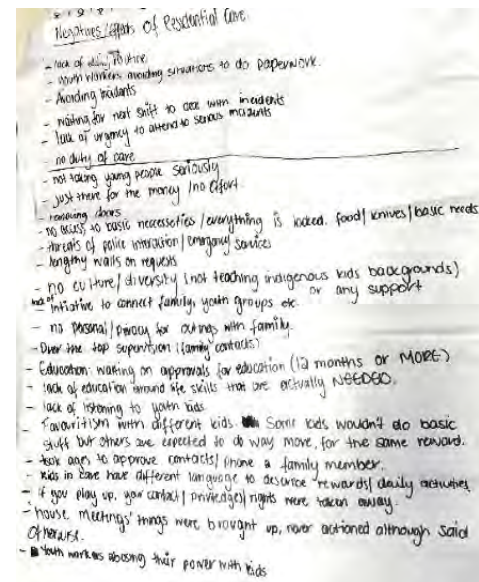 Negatives/effects of Residential Care
- lack of daily routine
- youth workers avoiding situations to do paperwork.
- Avoiding incidents
- waiting for next shift to deal with incidents
- lack of urgency to attend to serious incidents
no duty of care
- not taking young people seriously
- just there for the money / no effort.
- removing doors
- no access to basic necesseties / everything is locked. food / knives / basic needs
- threats of police interaction / emergency services
- lengthy waits on requests
- no culture / diversity (not teaching indigenous kids backgrounds)
or any support
lack of intiative to connect family, youth groups etc.
- no personal / privacy for outings with family.
- Over the top supervision (family contacts)
- Education: waiting on approvals for education (12 months or MORE)
- lack of education around life skills that are actually NEEDED.
- lack of listening to youth kids.
- Favouritism with different kids. Some kids wouldn't do basic
stuff but others are expected to do way more, for the same reward.
- took ages to approve contacts / phone a family member.
- kids in care have different language to describe "rewards / daily activities
- if you play up, your contact / priviledges / rights were taken away.
- 'house meetings' things were brought up, never actioned although said
otherwise.
- Youth workers abusing their power with kids